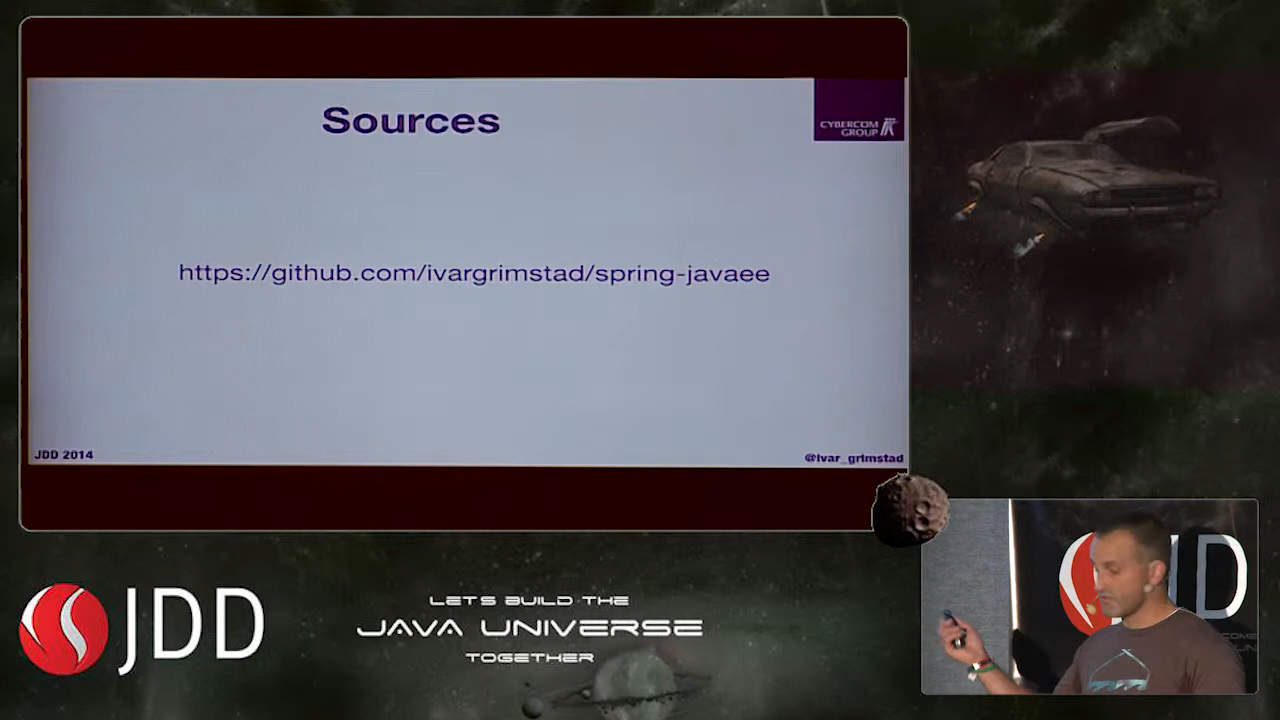 Sources
CYBERCOM
GROUP
https://github.com/ivargrimstad/spring-javaee
JDD 2014
@ivar_grimstad
JDD
LETS BUILD THE
JAVA UNIVERSE
TOGETHER
JDD